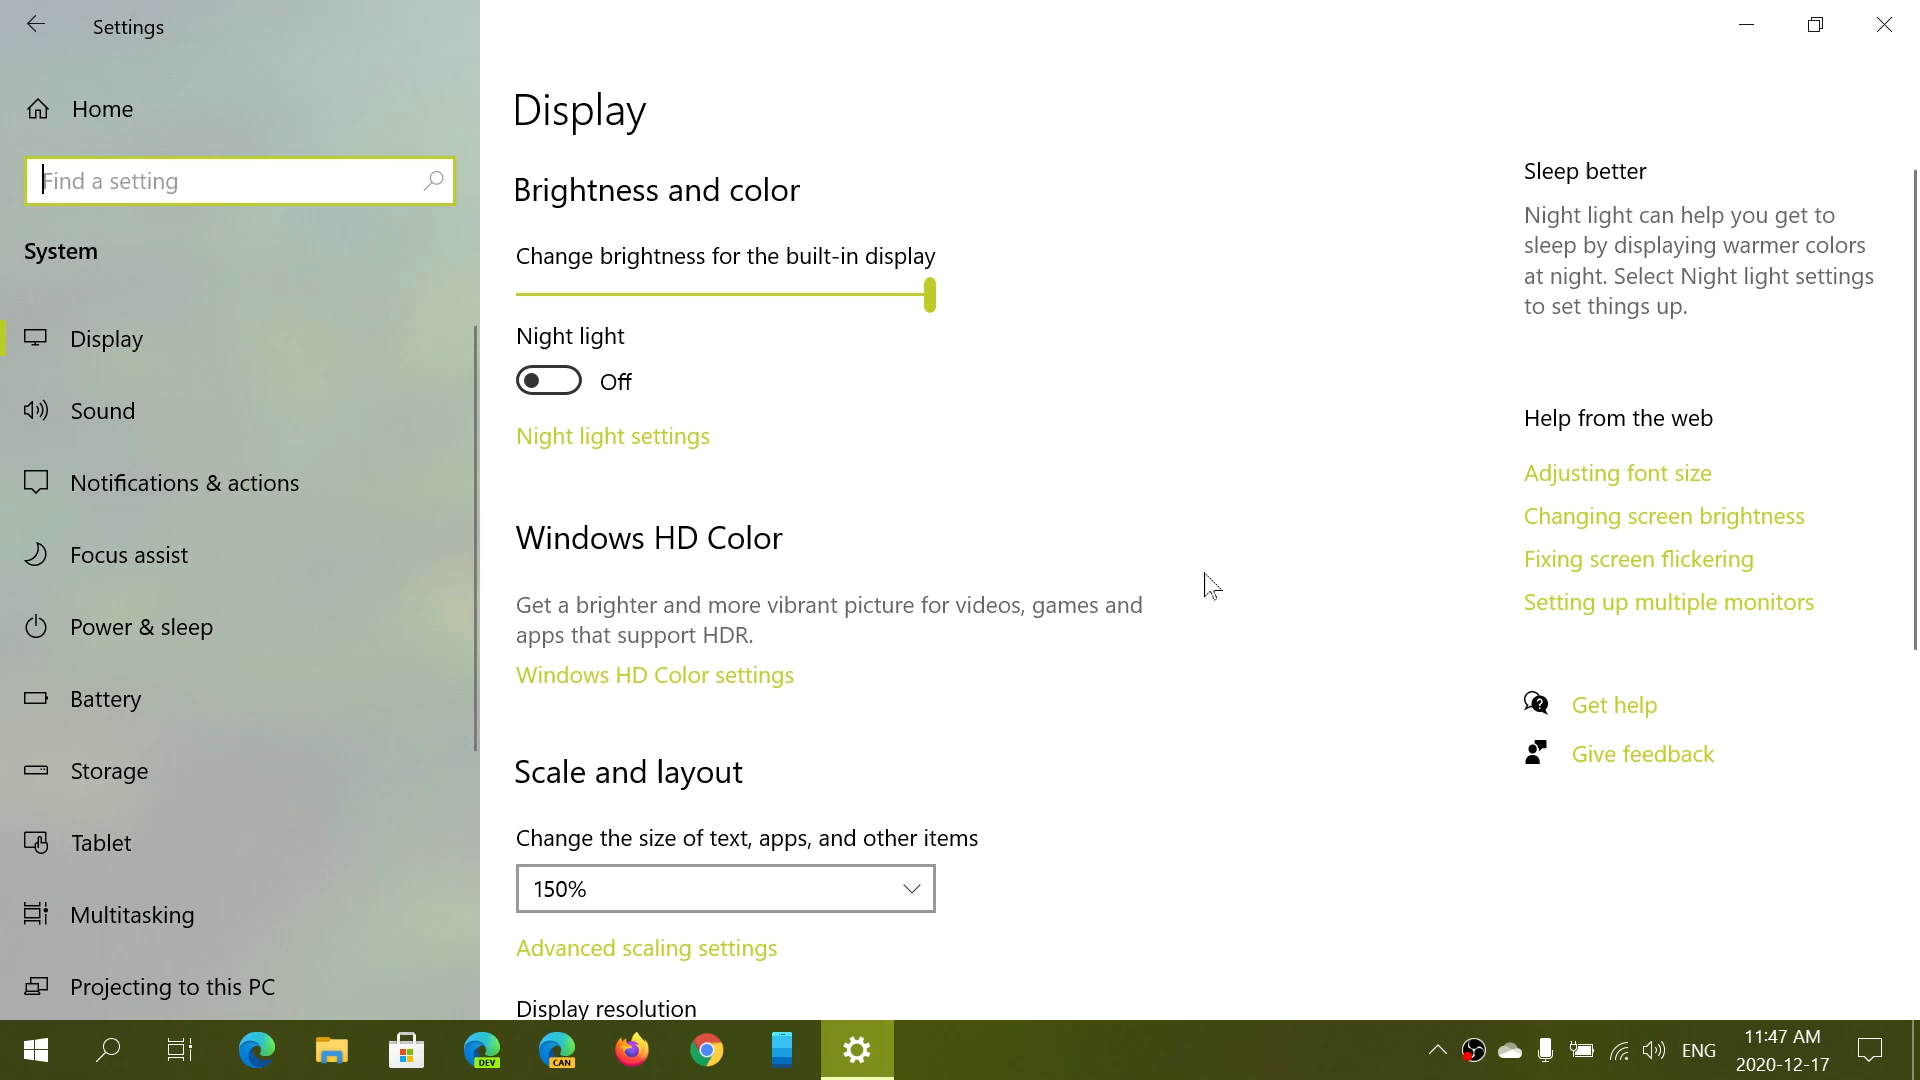 Settings
Home
Find a setting
System
Display
Sound
Notifications & actions
Focus assist
Power & sleep
Battery
Storage
Tablet
Multitasking
Projecting to this PC
Display
Brightness and color
Change brightness for the built-in display
Night light
Off
Night light settings
Windows HD Color
Get a brighter and more vibrant picture for videos, games and
apps that support HDR.
Windows HD Color settings
Scale and layout
Change the size of text, apps, and other items
150%
Advanced scaling settings
Display resolution
Sleep better
Night light can help you get to
sleep by displaying warmer colors
at night. Select Night light settings
to set things up.
Help from the web
Adjusting font size
Changing screen brightness
Fixing screen flickering
Setting up multiple monitors
Get help
Give feedback
DEV
CAN
ENG
11:47 AM
2020-12-17